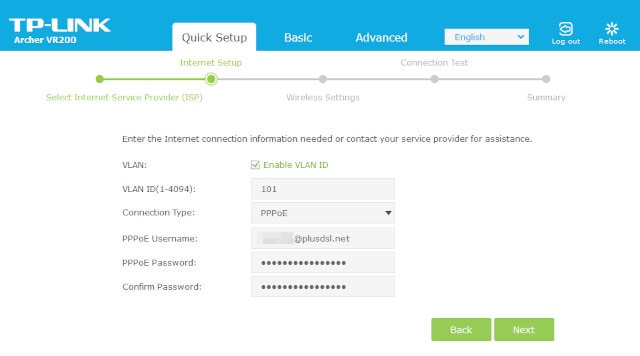 TP-LINK
Archer VR200
Quick Setup
Basic
Advanced
English
Log out
Reboot
Internet Setup
Connection Test
Select Internet Service Provider (ISP)
Wireless Settings
Summary
Enter the Internet connection information needed or contact your service provider for assistance.
VLAN: Enable VLAN ID
VLAN ID(1-4094): 101
Connection Type: PPPoE
PPPoE Username: @plusdsl.net
PPPoE Password: ••••••••••••••••
Confirm Password: ••••••••••••••••
Back Next